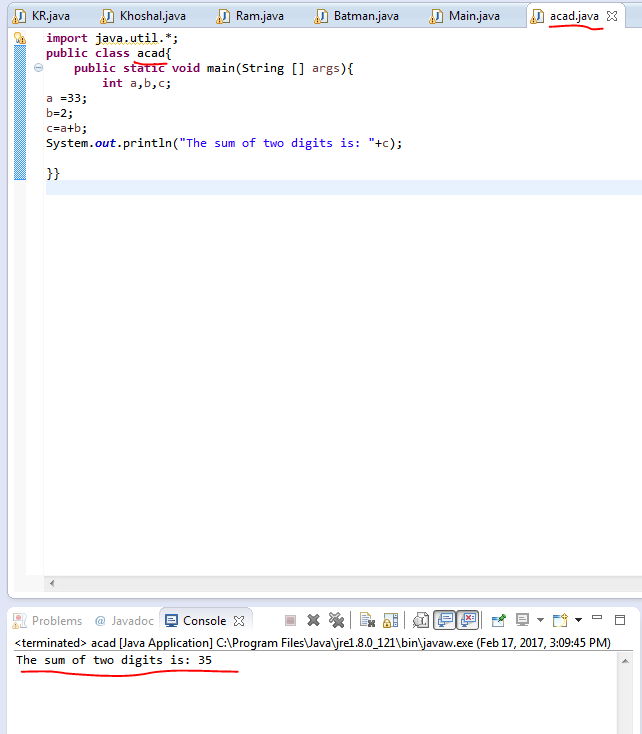 KR.java Khoshal.java Ram.java Batman.java Main.java acad.java
import java.util.*;
public class acad{
public static void main(String [] args){
int a,b,c;
a =33;
b=2;
c=a+b;
System.out.println("The sum of two digits is: "+c);
}}
Problems @ Javadoc Console
<terminated> acad [Java Application] C:\Program Files\Java\jre1.8.0_121\bin\javaw.exe (Feb 17, 2017, 3:09:45 PM)
The sum of two digits is: 35